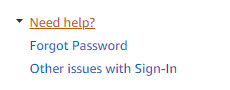 Need help?
Forgot Password
Other issues with Sign-In